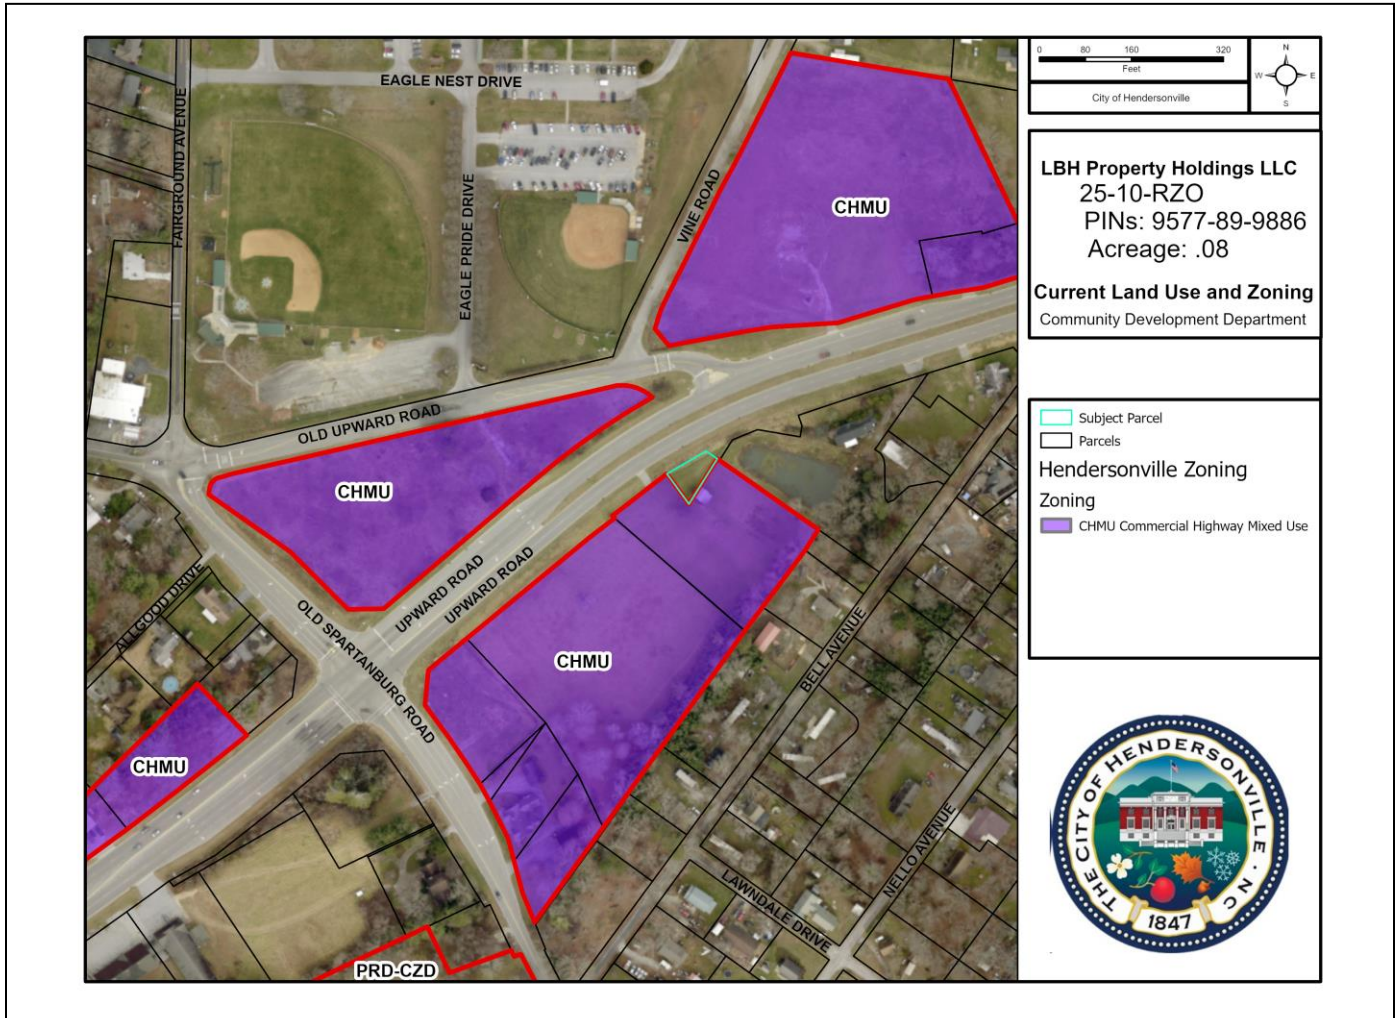 EAGLE NEST DRIVE
FAIRGROUND AVENUE
EAGLE PRIDE DRIVE
VINE ROAD
CHMU
OLD UPWARD ROAD
CHMU
UPWARD ROAD
UPWARD ROAD
ALLGOOD DRIVE
OLD SPARTANBURG ROAD
CHMU
BELL AVENUE
CHMU
NELLO AVENUE
LAWNDALE DRIVE
PRD-CZD
0 80 160 320
Feet
City of Hendersonville
N
W E
S
LBH Property Holdings LLC
25-10-RZO
PINs: 9577-89-9886
Acreage: .08
Current Land Use and Zoning
Community Development Department
Subject Parcel
Parcels
Hendersonville Zoning
Zoning
CHMU Commercial Highway Mixed Use
THE CITY OF HENDERSONVILLE · NC
1847